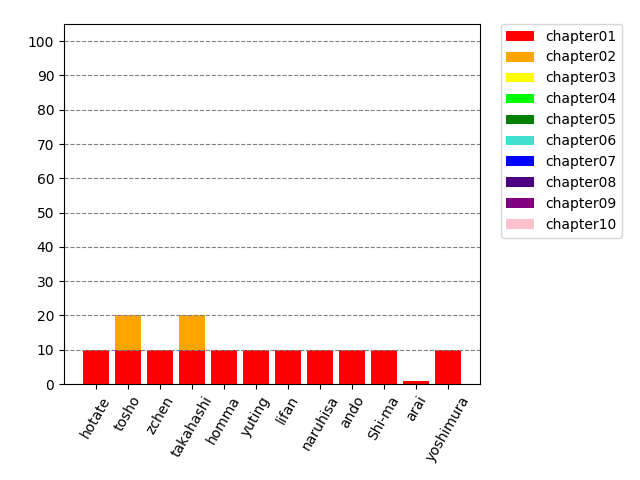 100
90
80
70
60
50
40
30
20
10
0
hotate
tosho
zchen
takahashi
homma
yuting
lifan
naruhisa
ando
Shi-ma
arai
yoshimura
chapter01
chapter02
chapter03
chapter04
chapter05
chapter06
chapter07
chapter08
chapter09
chapter10